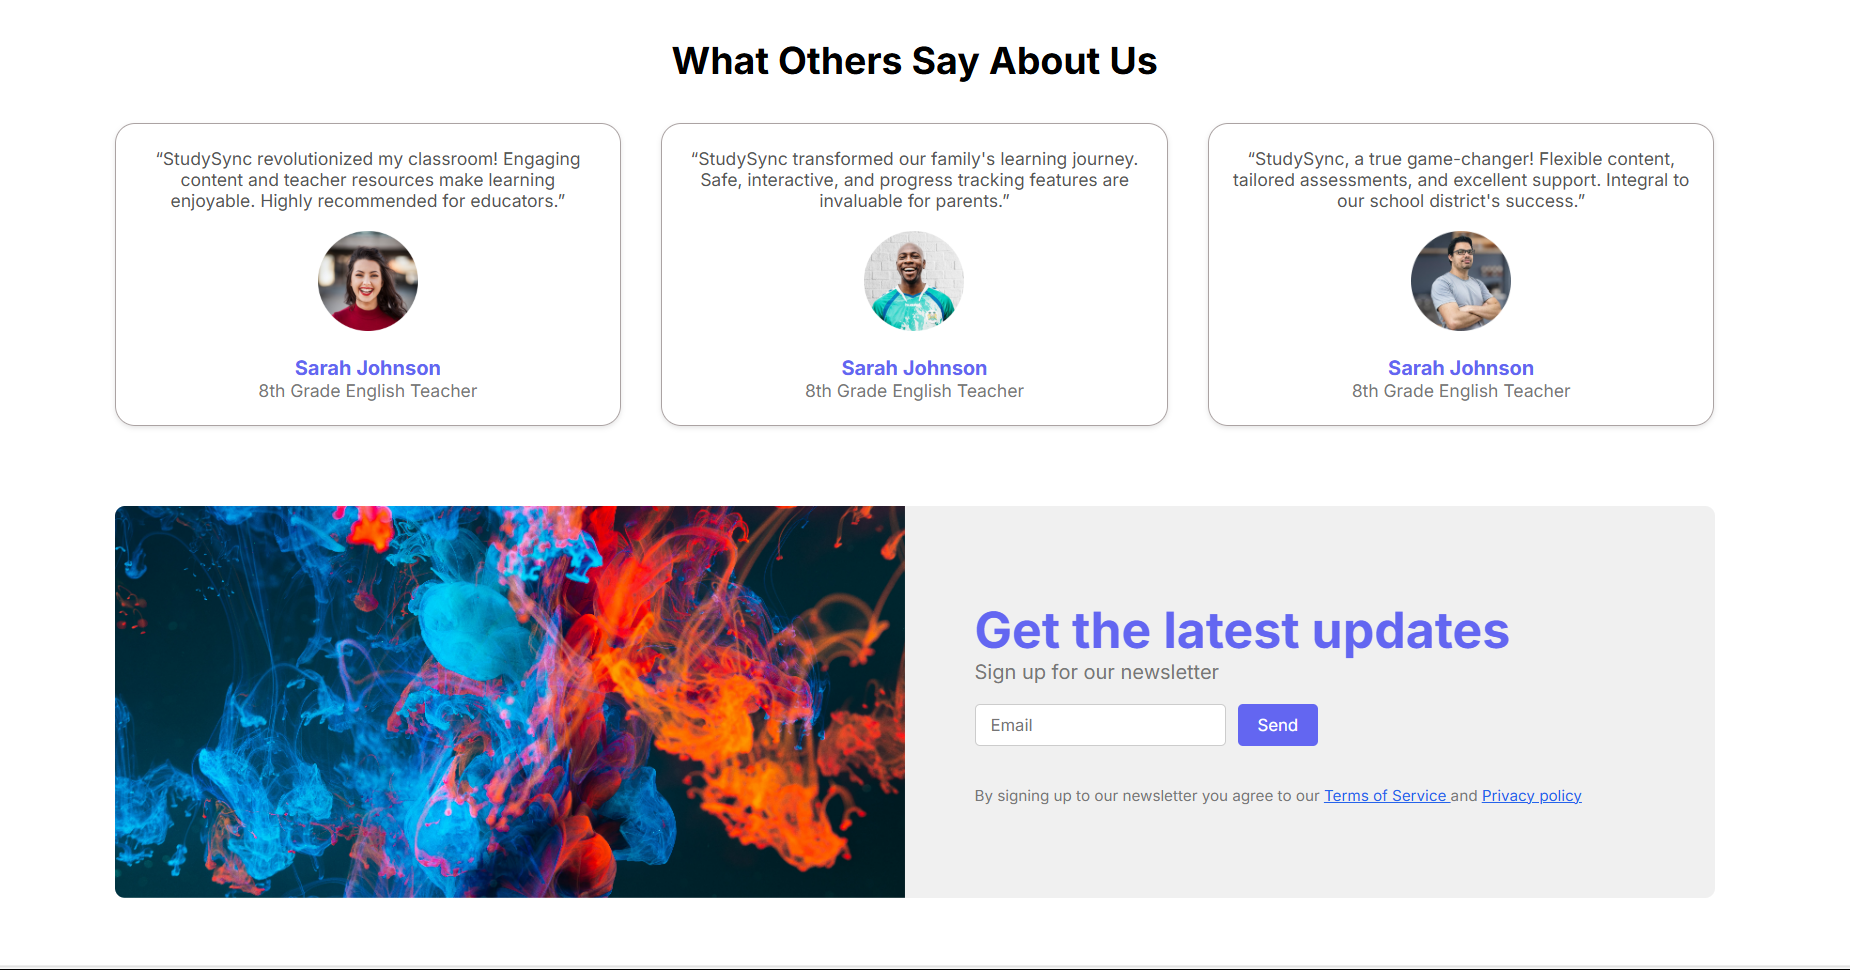 What Others Say About Us
“StudySync revolutionized my classroom! Engaging
content and teacher resources make learning
enjoyable. Highly recommended for educators.”
Sarah Johnson
8th Grade English Teacher
“StudySync transformed our family's learning journey.
Safe, interactive, and progress tracking features are
invaluable for parents.”
Sarah Johnson
8th Grade English Teacher
“StudySync, a true game-changer! Flexible content,
tailored assessments, and excellent support. Integral to
our school district's success.”
Sarah Johnson
8th Grade English Teacher
Get the latest updates
Sign up for our newsletter
Email
Send
By signing up to our newsletter you agree to our Terms of Service and Privacy policy